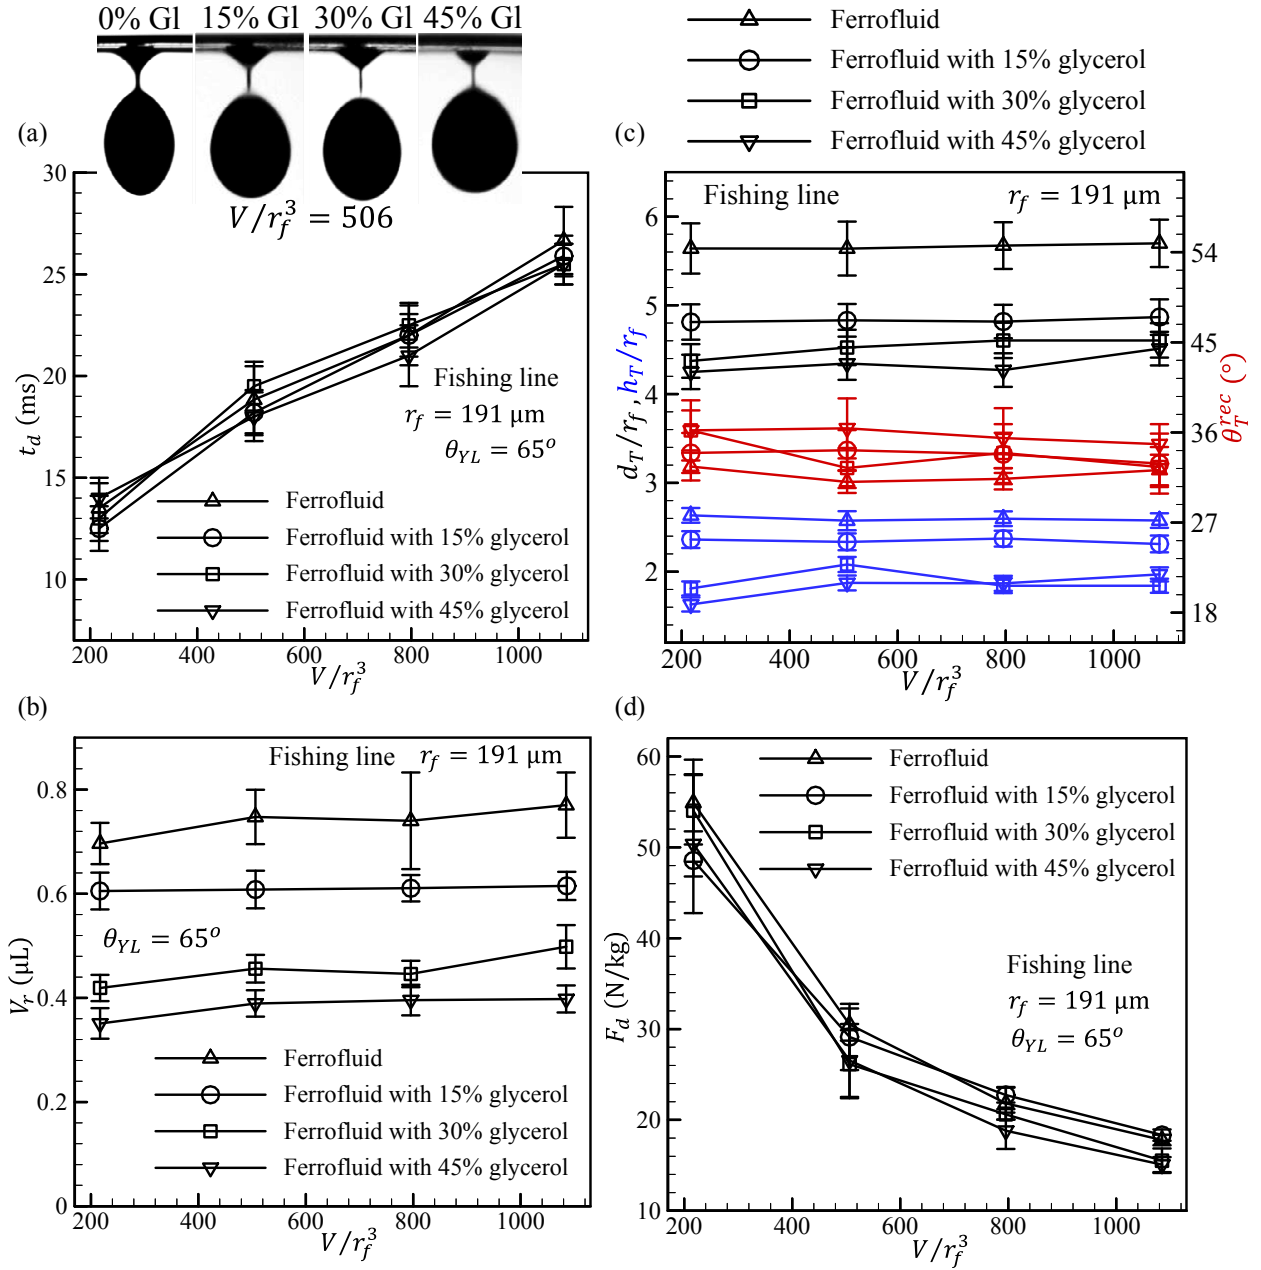 0% Gl 15% Gl 30% Gl 45% Gl
(a)
V/r_f^3 = 506
30
25
20
15
10
t_d (ms)
Fishing line
r_f = 191 μm
θ_YL = 65°
Ferrofluid
Ferrofluid with 15% glycerol
Ferrofluid with 30% glycerol
Ferrofluid with 45% glycerol
200 400 600 800 1000
V/r_f^3
Ferrofluid
Ferrofluid with 15% glycerol
Ferrofluid with 30% glycerol
Ferrofluid with 45% glycerol
(c)
Fishing line r_f = 191 μm
6
5
4
3
2
d_T/r_f, h_T/r_f
54
45
36
27
18
θ_T^rec (°)
200 400 600 800 1000
V/r_f^3
(b)
Fishing line r_f = 191 μm
0.8
0.6
0.4
0.2
0
V_r (μL)
θ_YL = 65°
Ferrofluid
Ferrofluid with 15% glycerol
Ferrofluid with 30% glycerol
Ferrofluid with 45% glycerol
200 400 600 800 1000
V/r_f^3
(d)
60
50
40
30
20
10
F_d (N/kg)
Ferrofluid
Ferrofluid with 15% glycerol
Ferrofluid with 30% glycerol
Ferrofluid with 45% glycerol
Fishing line
r_f = 191 μm
θ_YL = 65°
200 400 600 800 1000
V/r_f^3